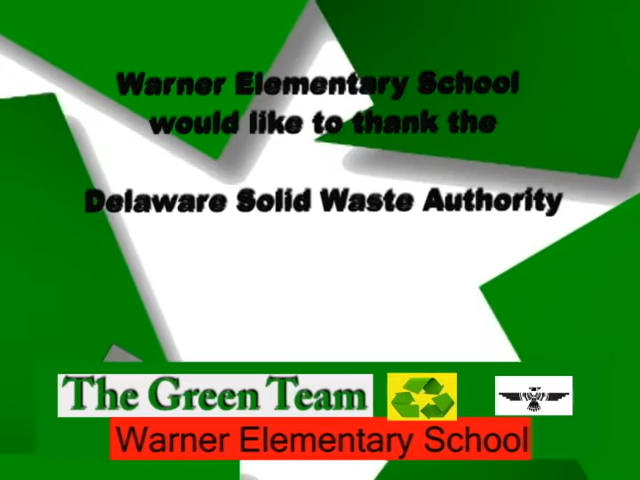 Warner Elementary School
would like to thank the
Delaware Solid Waste Authority
The Green Team
Warner Elementary School